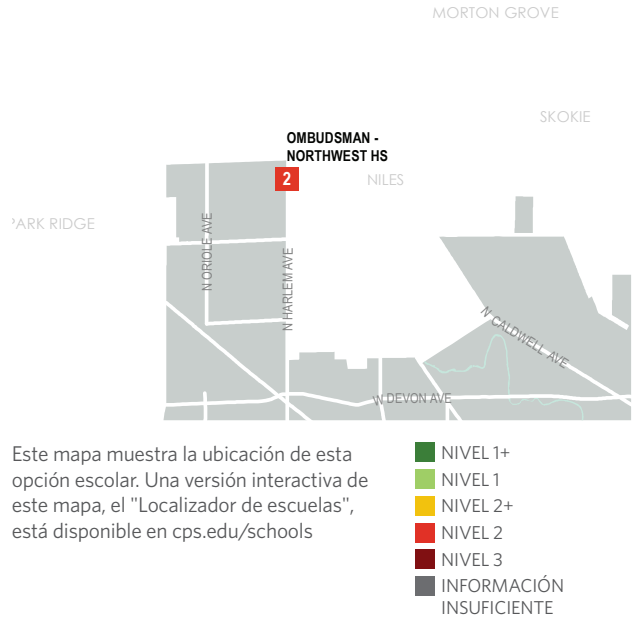 MORTON GROVE
SKOKIE
OMBUDSMAN -
NORTHWEST HS
2
NILES
PARK RIDGE
N ORIOLE AVE
N HARLEM AVE
N CALDWELL AVE
W DEVON AVE
Este mapa muestra la ubicación de esta
opción escolar. Una versión interactiva de
este mapa, el "Localizador de escuelas",
está disponible en cps.edu/schools
NIVEL 1+
NIVEL 1
NIVEL 2+
NIVEL 2
NIVEL 3
INFORMACIÓN
INSUFICIENTE